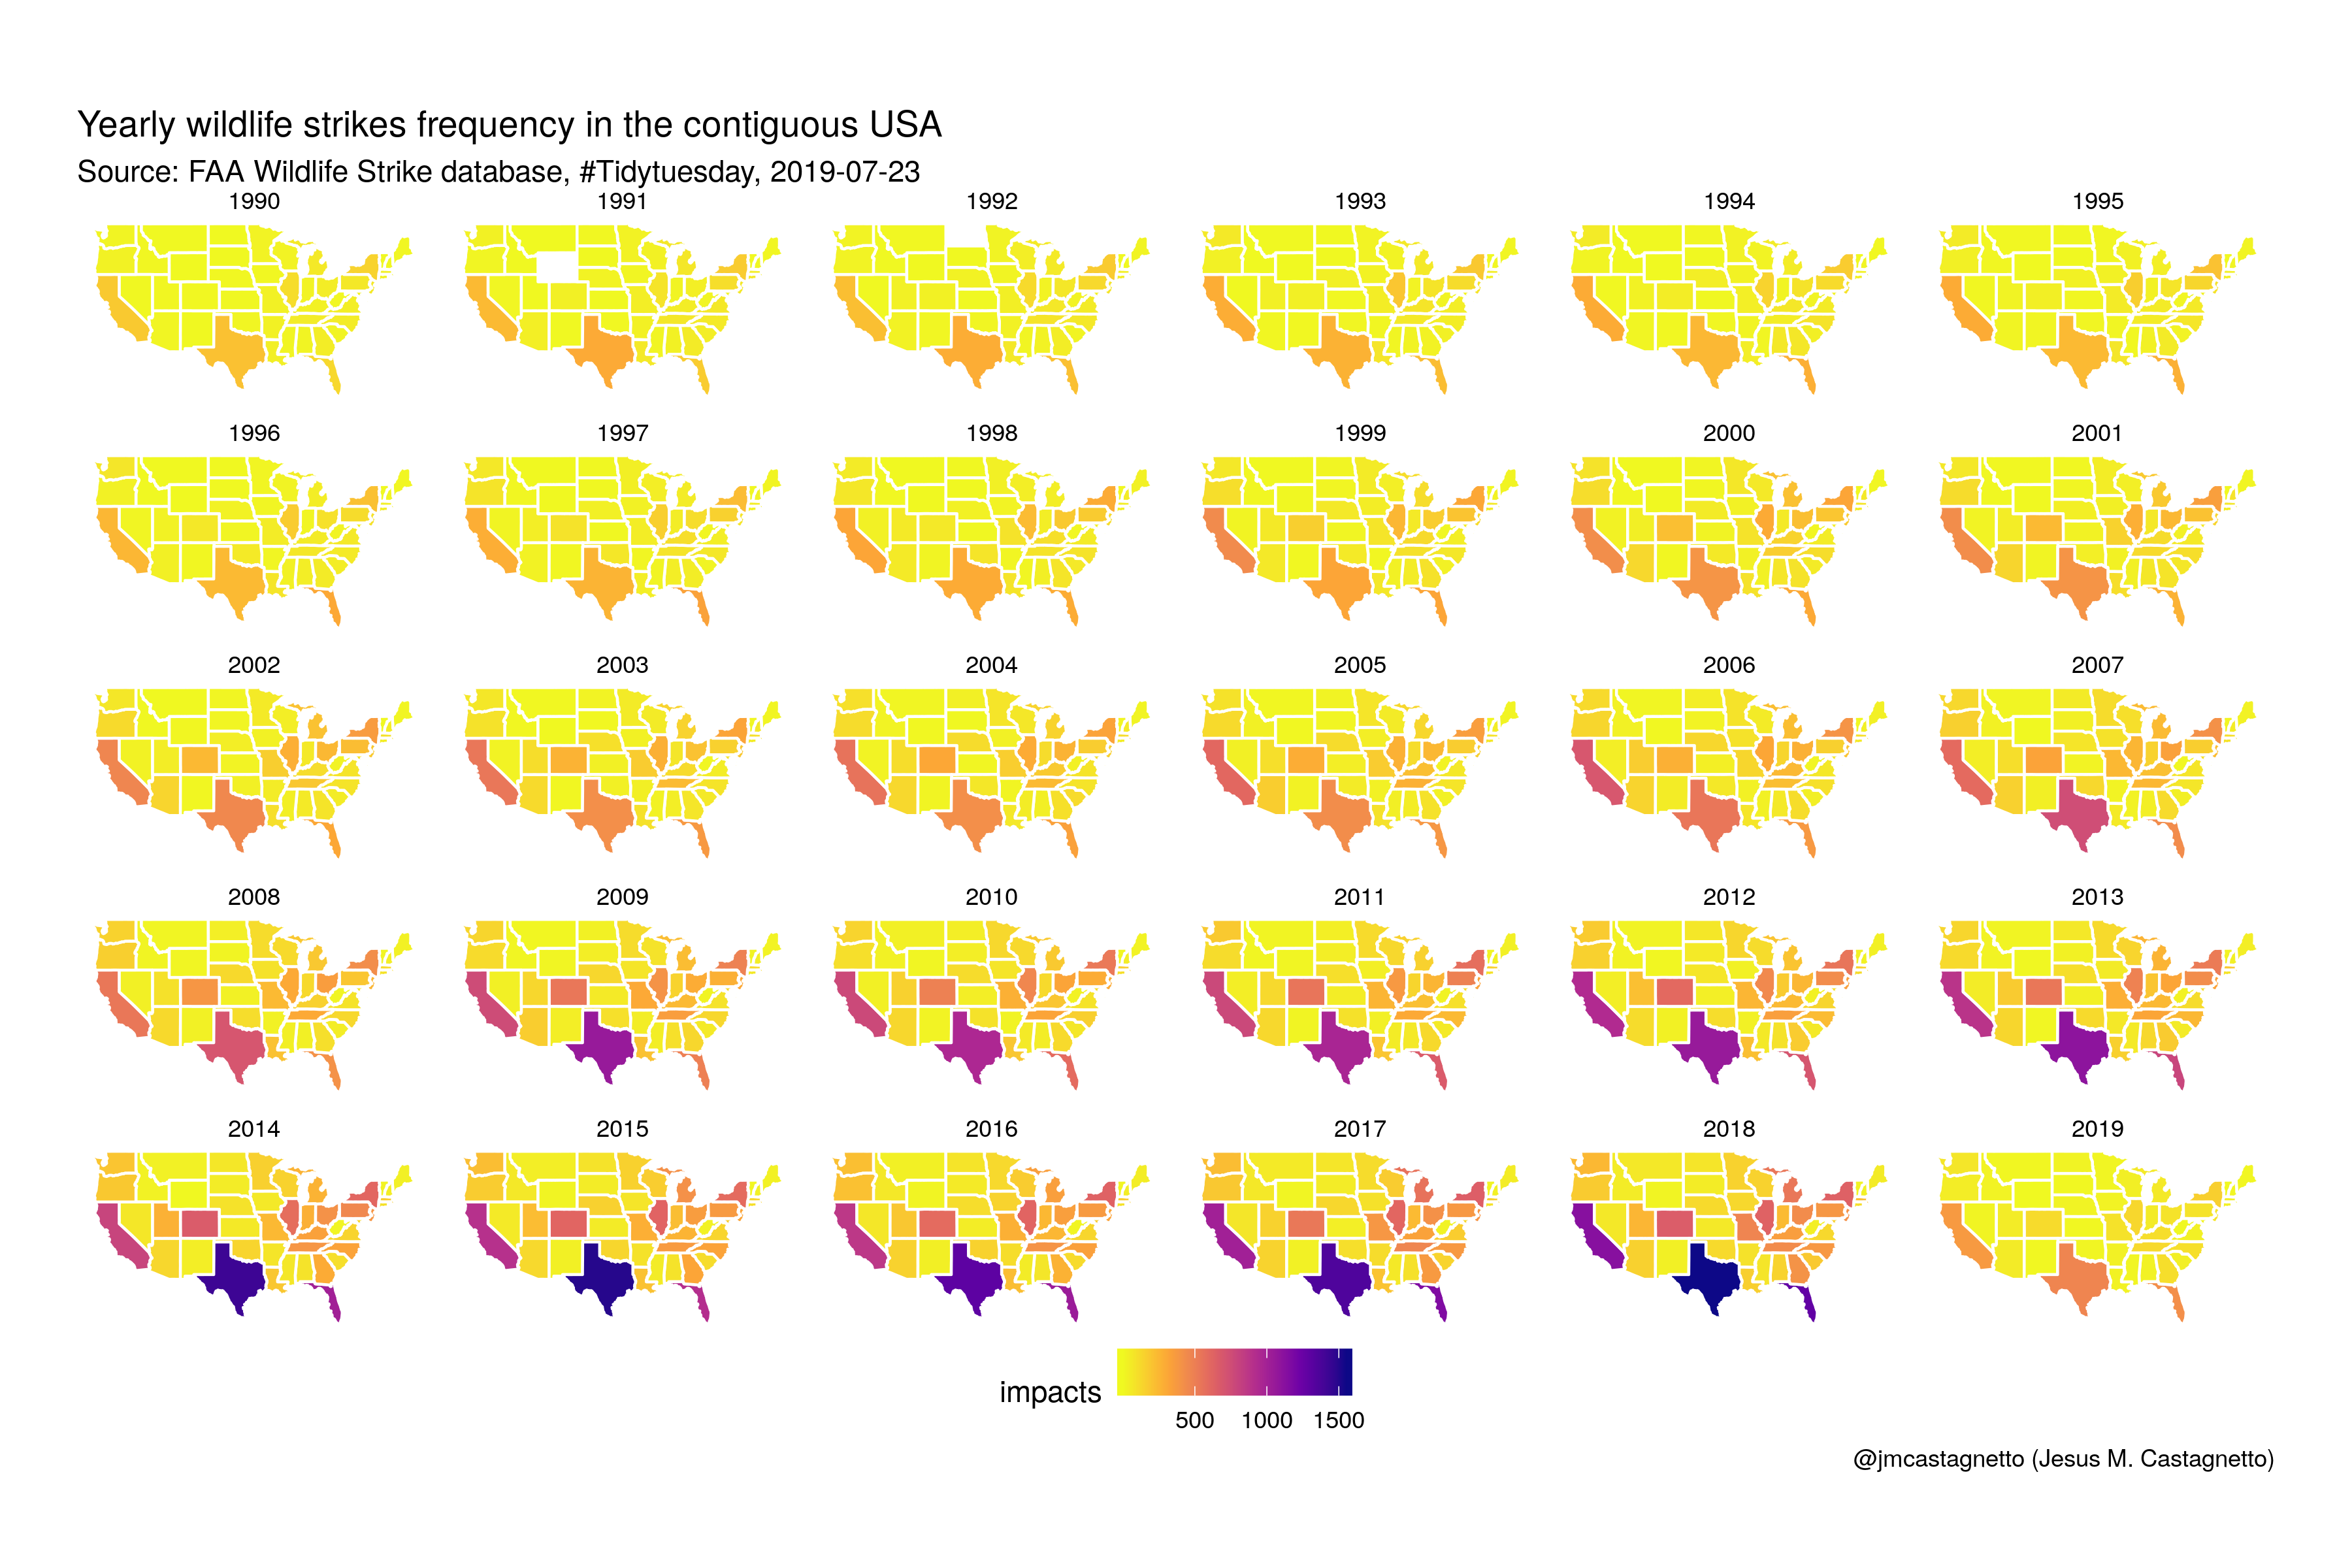 Yearly wildlife strikes frequency in the contiguous USA
Source: FAA Wildlife Strike database, #Tidytuesday, 2019-07-23
1990 1991 1992 1993 1994 1995
1996 1997 1998 1999 2000 2001
2002 2003 2004 2005 2006 2007
2008 2009 2010 2011 2012 2013
2014 2015 2016 2017 2018 2019
impacts
500 1000 1500
@jmcastagnetto (Jesus M. Castagnetto)